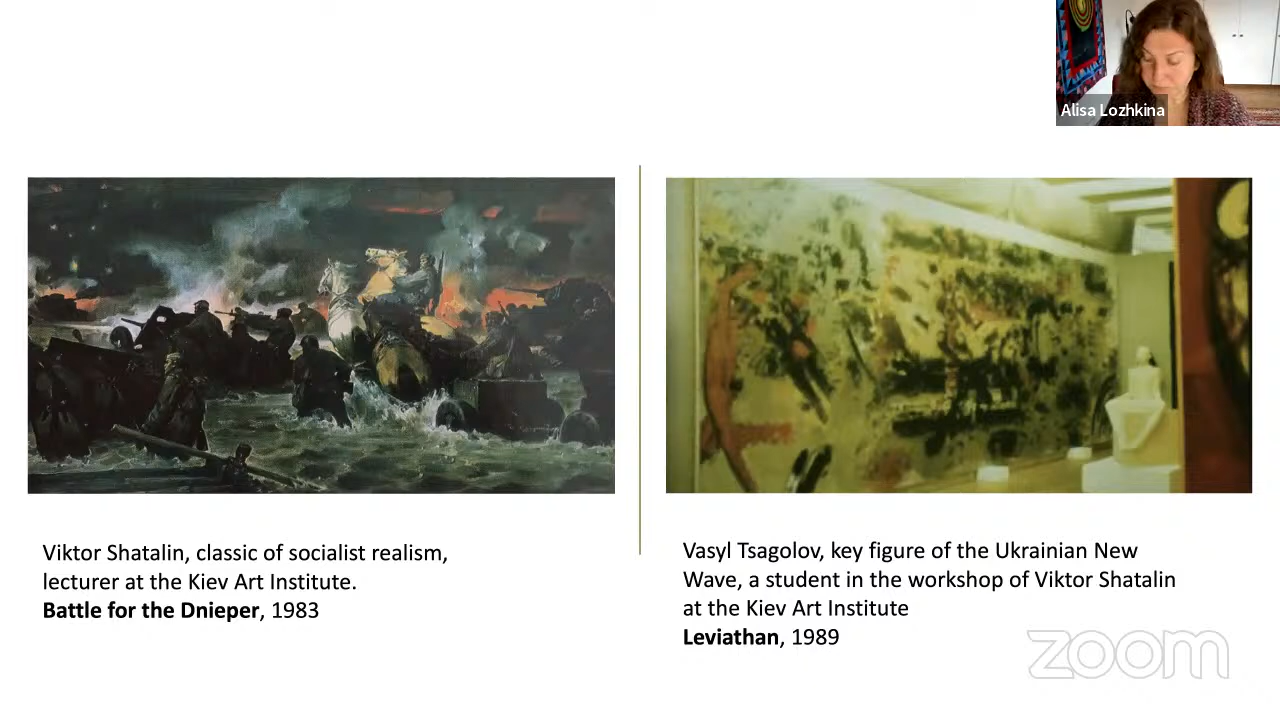 Alisa Lozhkina
Viktor Shatalin, classic of socialist realism,
lecturer at the Kiev Art Institute.
Battle for the Dnieper, 1983
Vasyl Tsagolov, key figure of the Ukrainian New
Wave, a student in the workshop of Viktor Shatalin
at the Kiev Art Institute
Leviathan, 1989
zoom